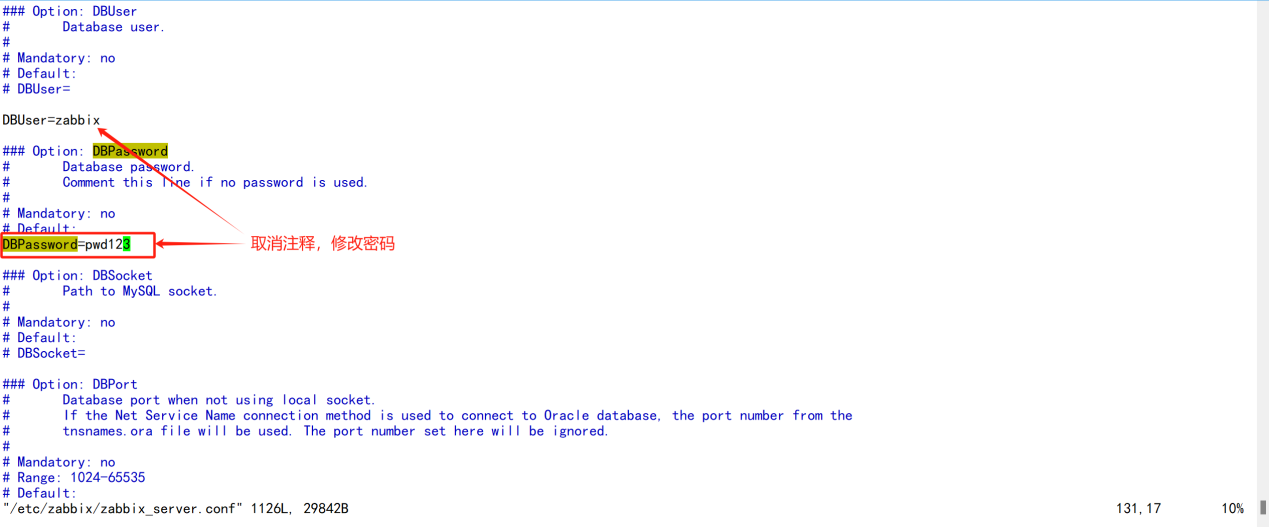 ### Option: DBUser
#       Database user.
#
# Mandatory: no
# Default:
# DBUser=
DBUser=zabbix
### Option: DBPassword
#       Database password.
#       Comment this line if no password is used.
#
# Mandatory: no
# Default:
DBPassword=pwd123
取消注释，修改密码
### Option: DBSocket
#       Path to MySQL socket.
#
# Mandatory: no
# Default:
# DBSocket=
### Option: DBPort
#       Database port when not using local socket.
#       If the Net Service Name connection method is used to connect to Oracle database, the port number from the
#       tnsnames.ora file will be used. The port number set here will be ignored.
#
# Mandatory: no
# Range: 1024-65535
# Default:
"/etc/zabbix/zabbix_server.conf" 1126L, 29842B 131,17 10%